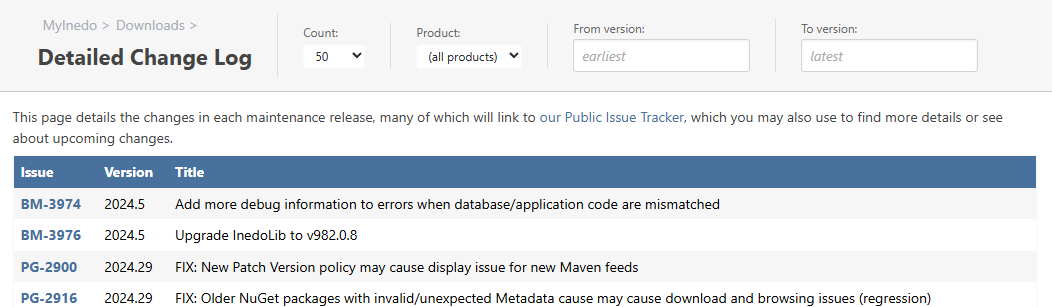 MyInedo > Downloads >
Detailed Change Log
Count:
50
Product:
(all products)
From version:
earliest
To version:
latest
This page details the changes in each maintenance release, many of which will link to our Public Issue Tracker, which you may also use to find more details or see
about upcoming changes.
Issue Version Title
BM-3974 2024.5 Add more debug information to errors when database/application code are mismatched
BM-3976 2024.5 Upgrade InedoLib to v982.0.8
PG-2900 2024.29 FIX: New Patch Version policy may cause display issue for new Maven feeds
PG-2916 2024.29 FIX: Older NuGet packages with invalid/unexpected Metadata cause may cause download and browsing issues (regression)